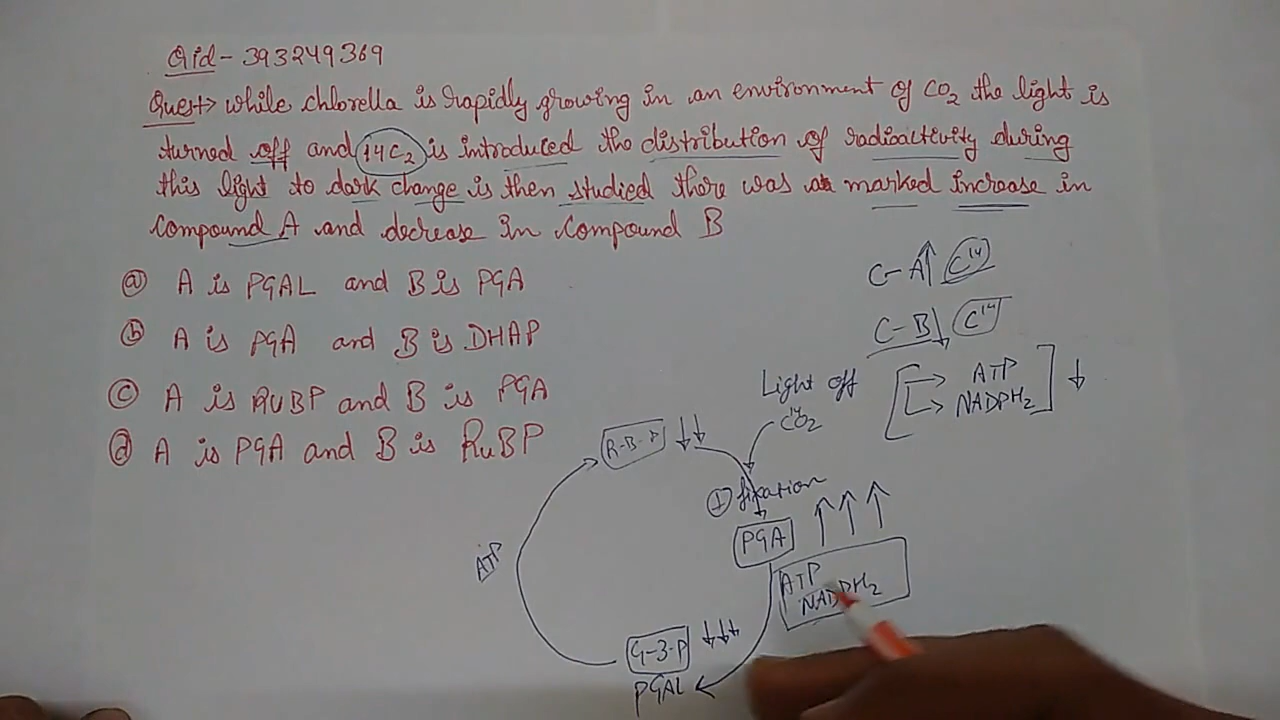 Qid - 393249369
Quest→ while chlorella is rapidly growing in an environment of CO2 the light is
turned off and 14C2 is introduced the distribution of radioactivity during
this light to dark change is then studied there was a marked increase in
compound A and decrease in compound B
a A is PGAL and B is PGA
b A is PGA and B is DHAP
c A is RUBP and B is PGA
d A is PGA and B is RuBP
C-A↑ C14
C-B↓ C14
Light off
→ ATP
→ NADPH2
↓
14CO2
R-B-P ↓↓
1 fixation
PGA ↑↑↑
ATP
NADPH2
ATP
G-3-P ↓↓↓
PGAL